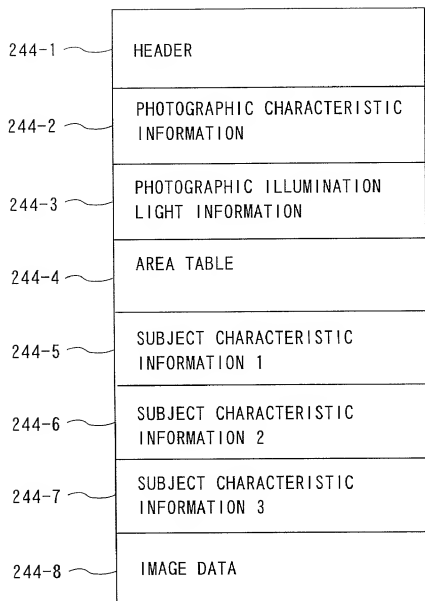 244-1 HEADER
244-2 PHOTOGRAPHIC CHARACTERISTIC
INFORMATION
244-3 PHOTOGRAPHIC ILLUMINATION
LIGHT INFORMATION
244-4 AREA TABLE
244-5 SUBJECT CHARACTERISTIC
INFORMATION 1
244-6 SUBJECT CHARACTERISTIC
INFORMATION 2
244-7 SUBJECT CHARACTERISTIC
INFORMATION 3
244-8 IMAGE DATA